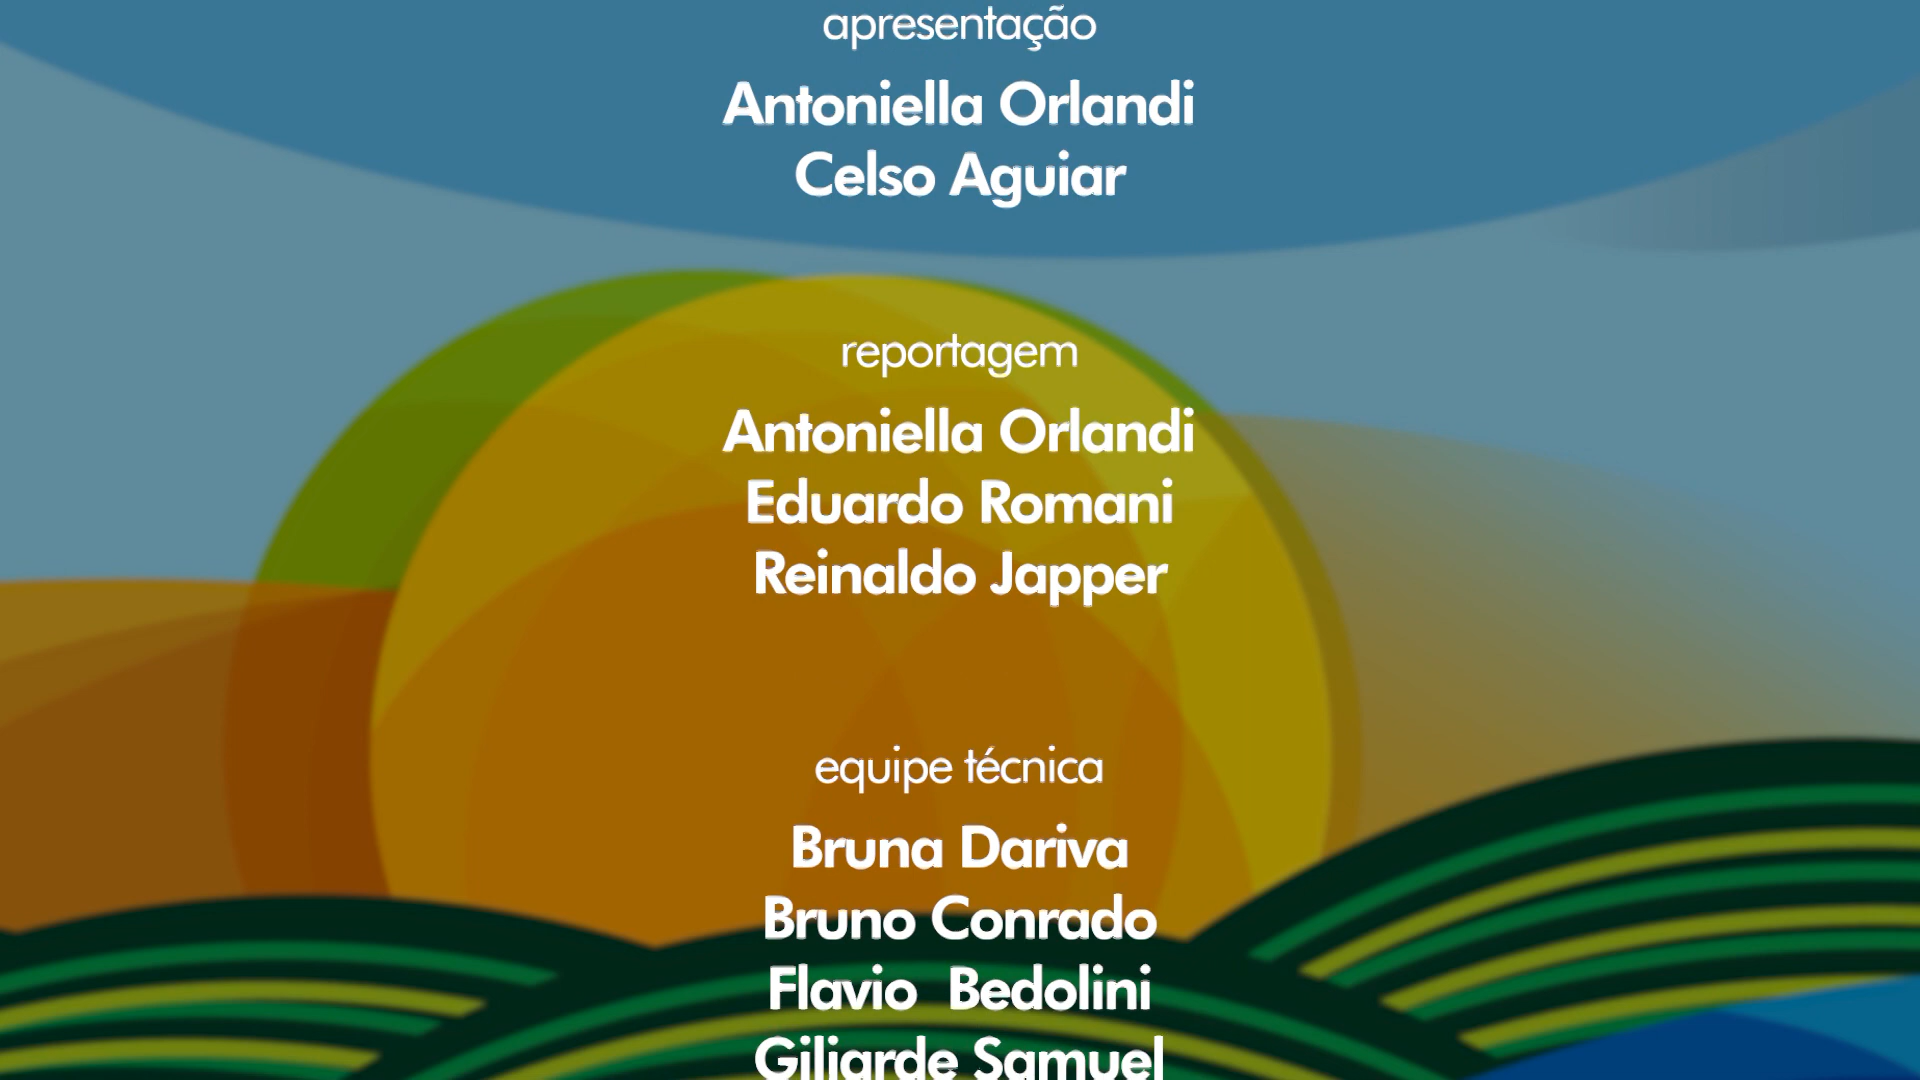 apresentação
Antoniella Orlandi
Celso Aguiar
reportagem
Antoniella Orlandi
Eduardo Romani
Reinaldo Japper
equipe técnica
Bruna Dariva
Bruno Conrado
Flavio  Bedolini
Giliarde Samuel